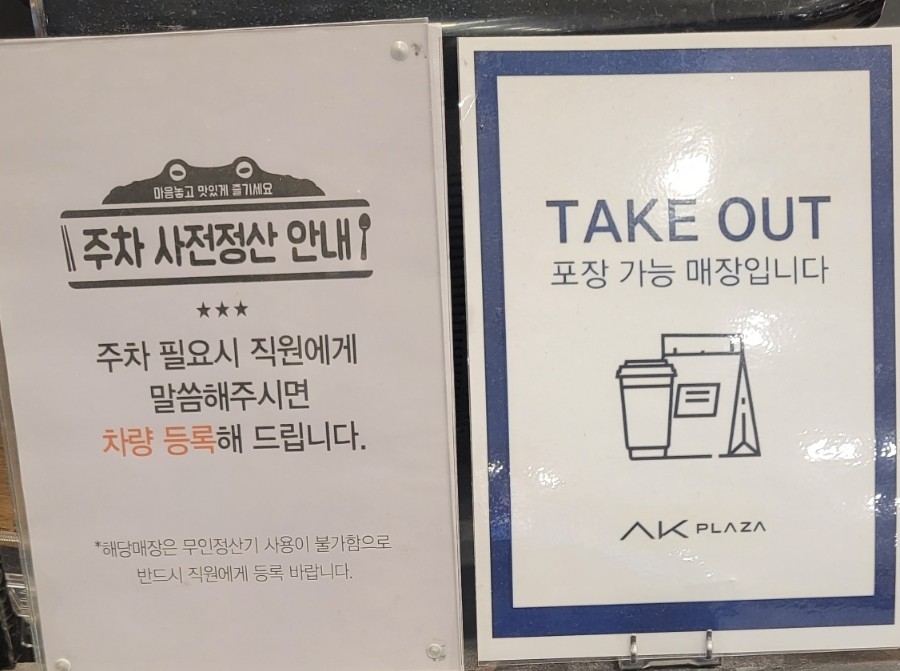 마음놓고 맛있게 즐기세요
주차 사전정산 안내
★★★
주차 필요시 직원에게
말씀해주시면
차량 등록해 드립니다.
*해당매장은 무인정산기 사용이 불가함으로
반드시 직원에게 등록 바랍니다.
TAKE OUT
포장 가능 매장입니다
AK PLAZA